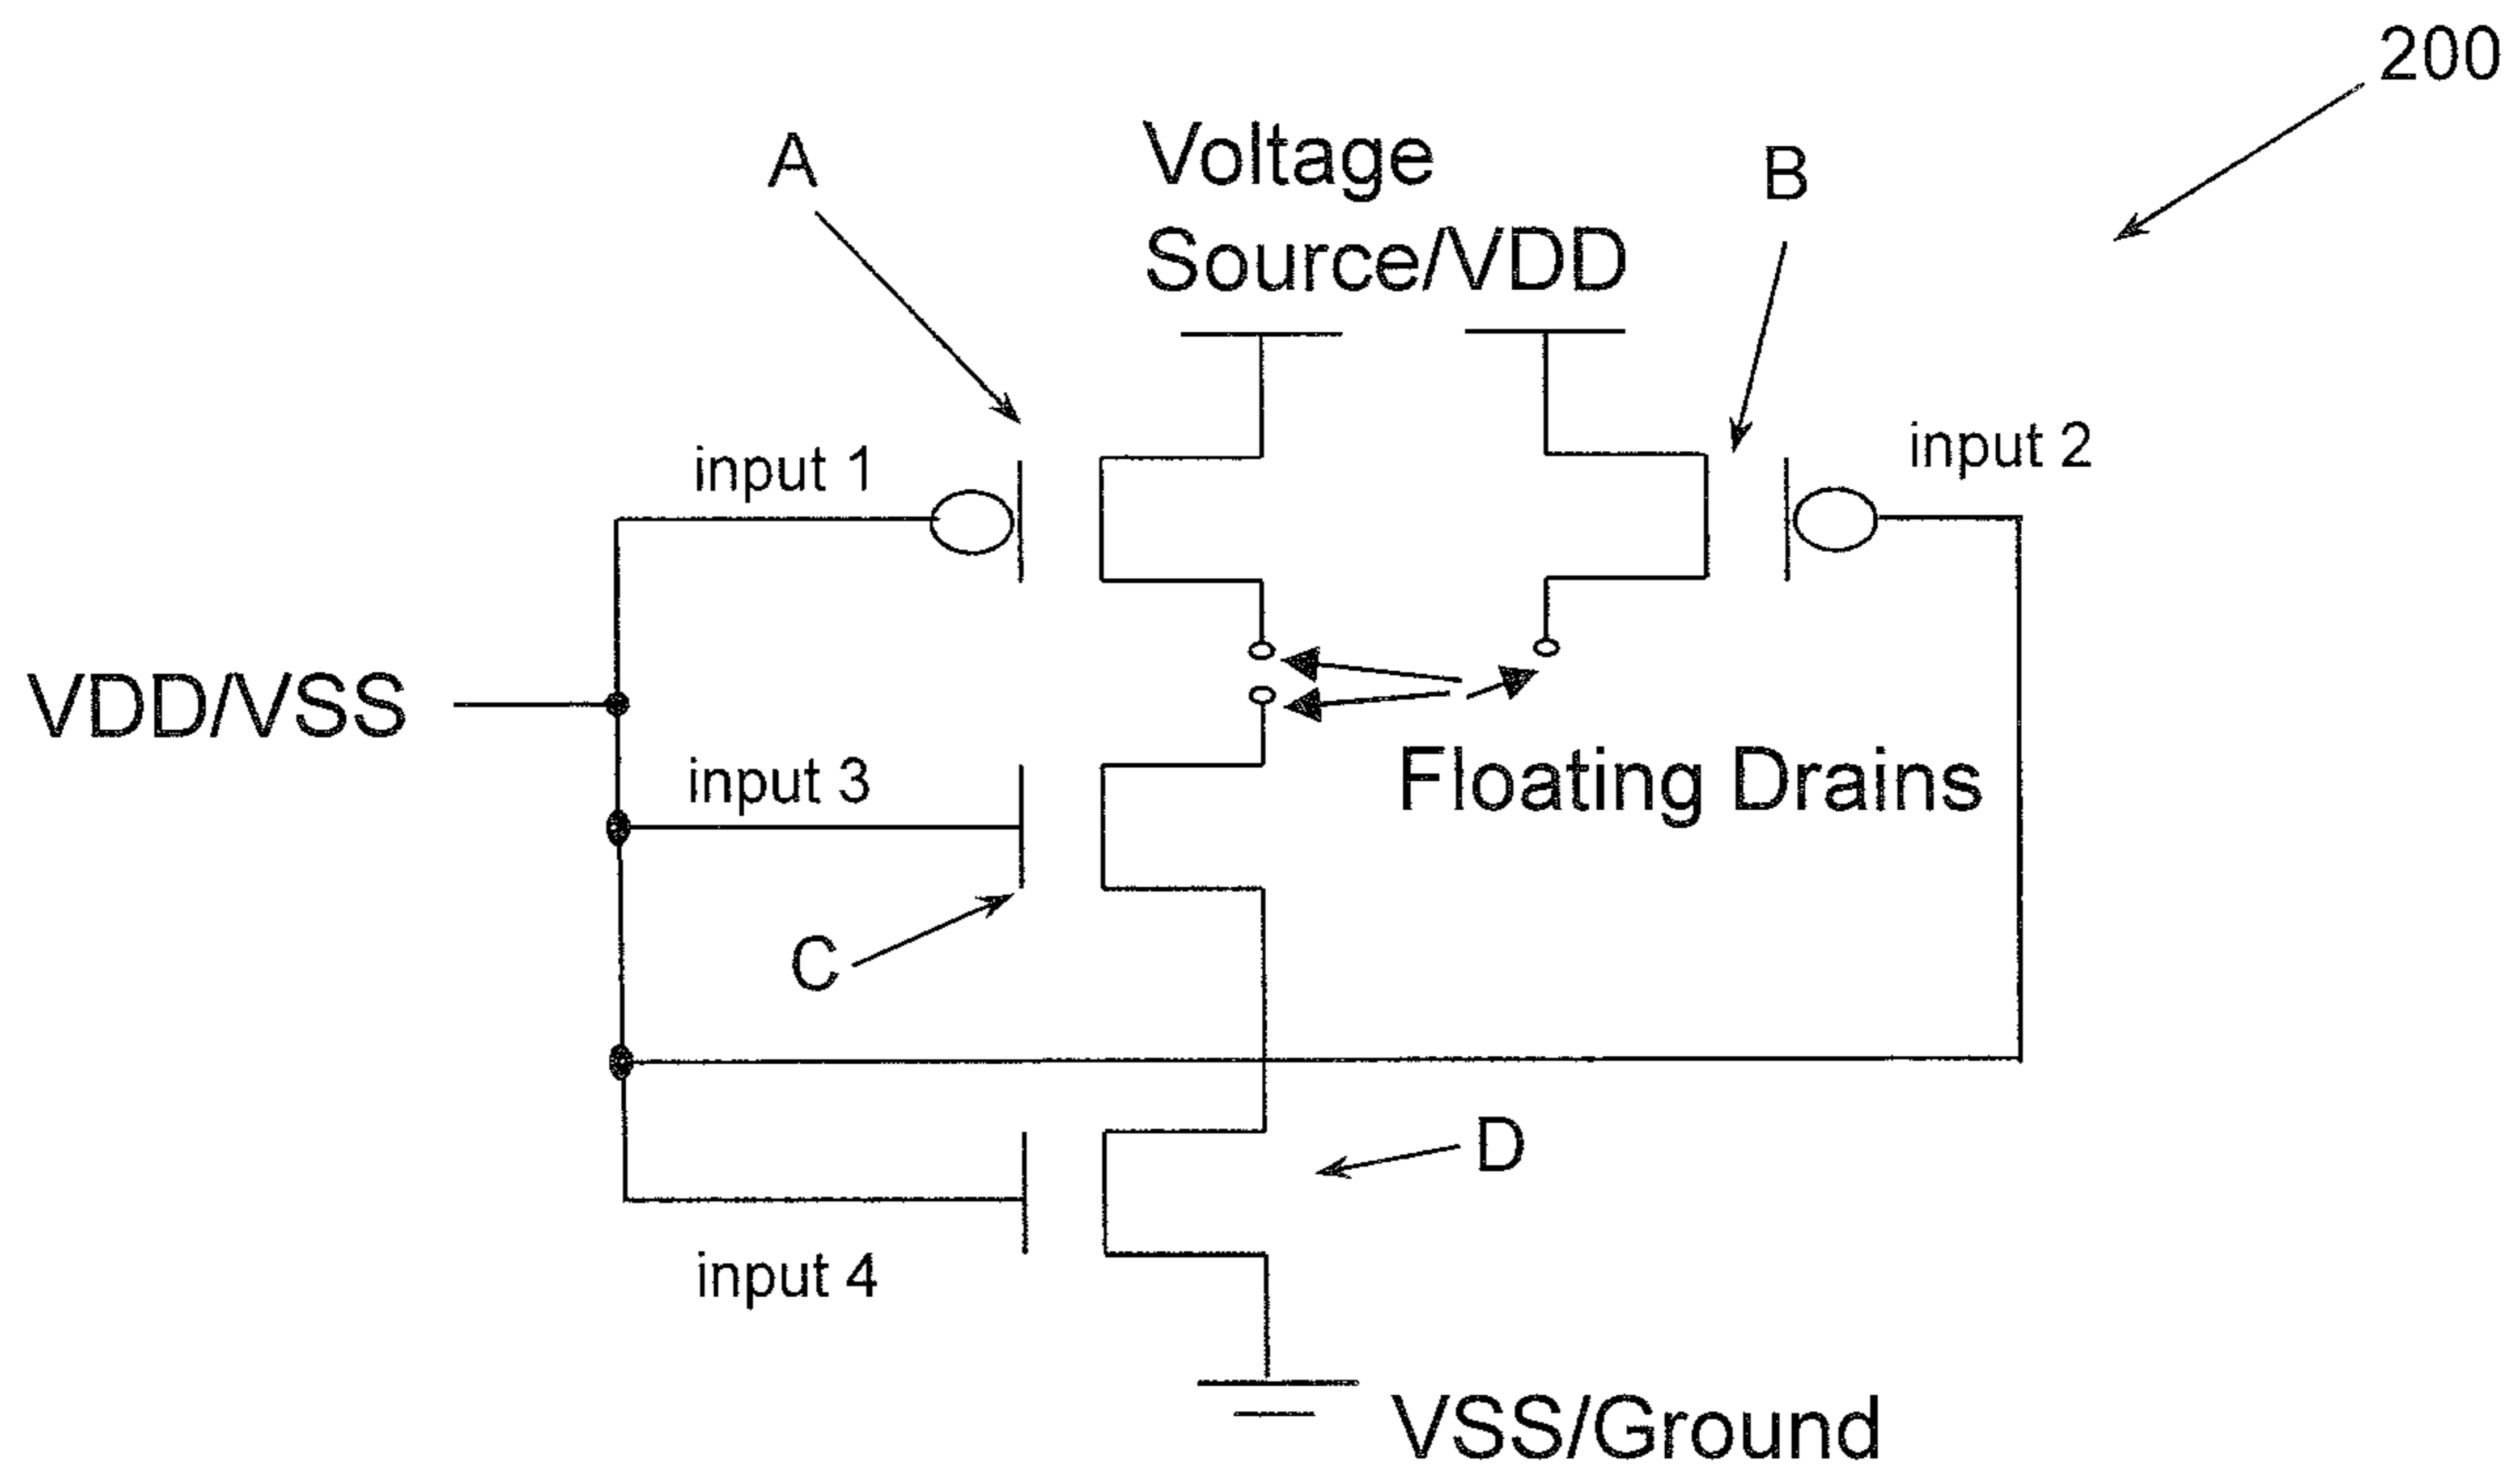 200
A
Voltage
Source/VDD
B
input 1
input 2
VDD/VSS
input 3
Floating Drains
C
D
input 4
VSS/Ground